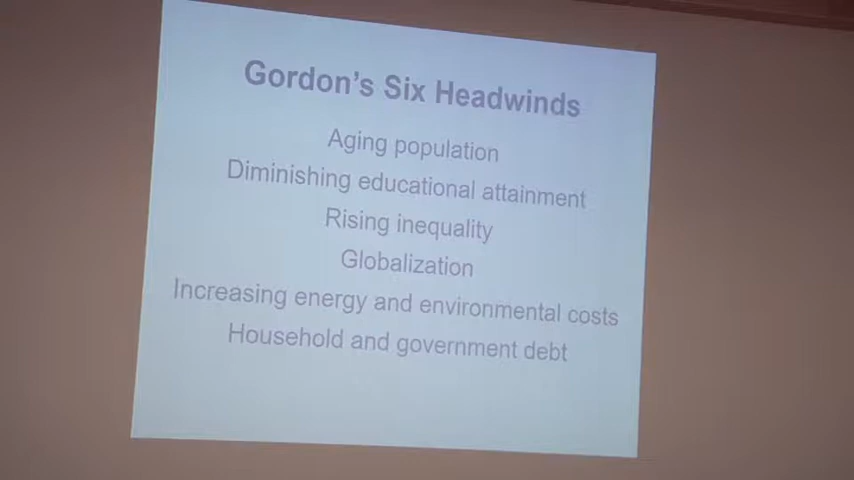 Gordon's Six Headwinds
Aging population
Diminishing educational attainment
Rising inequality
Globalization
Increasing energy and environmental costs
Household and government debt